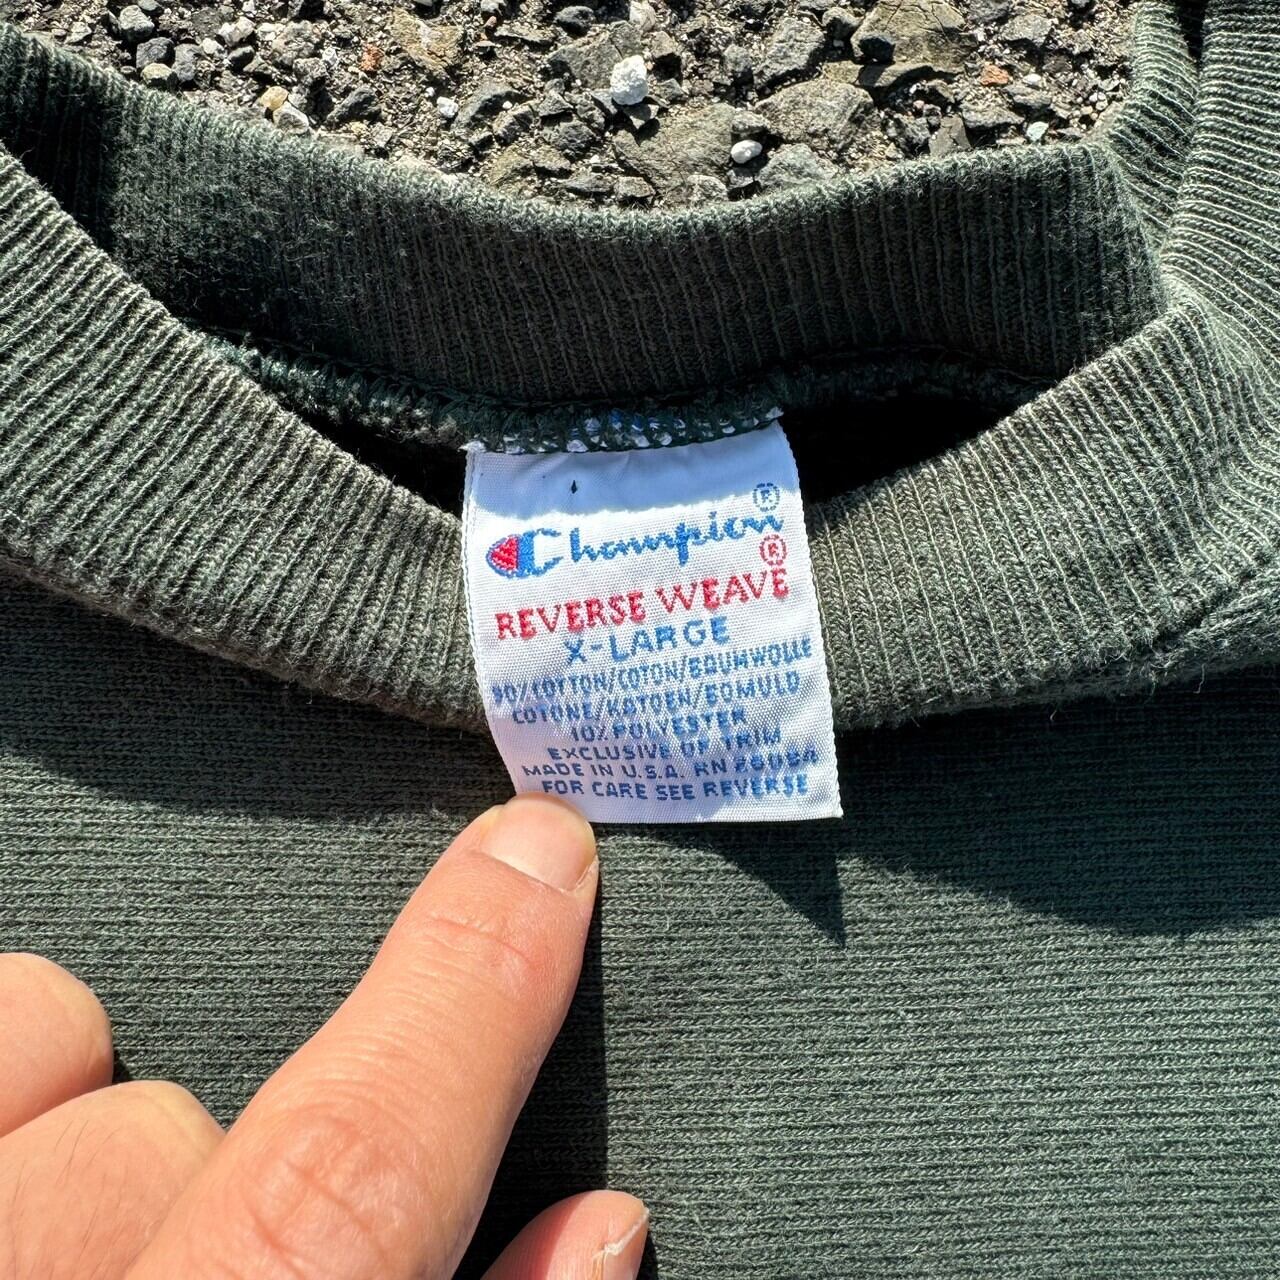 Champion®
REVERSE WEAVE®
X-LARGE
90% COTTON/COTON/BAUMWOLLE
COTONE/KATOEN/BOMULD
10% POLYESTER
EXCLUSIVE OF TRIM
MADE IN U.S.A. RN
FOR CARE SEE REVERSE